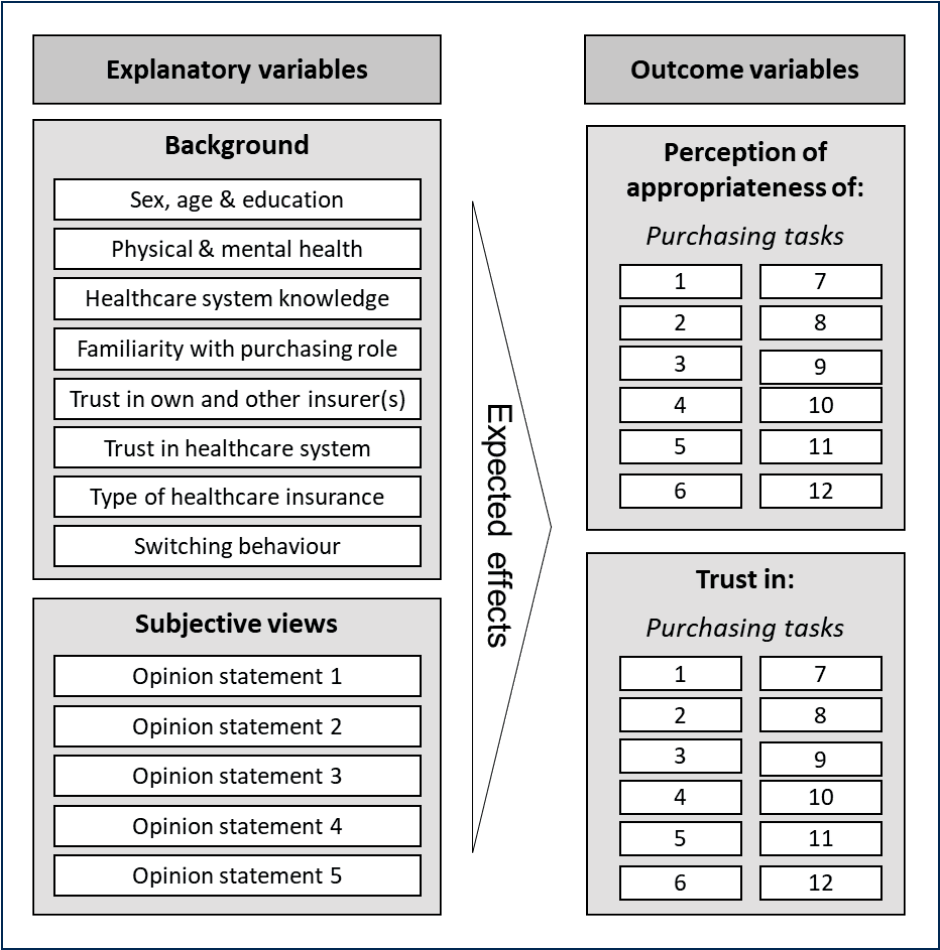 Explanatory variables
Background
Sex, age & education
Physical & mental health
Healthcare system knowledge
Familiarity with purchasing role
Trust in own and other insurer(s)
Trust in healthcare system
Type of healthcare insurance
Switching behaviour
Subjective views
Opinion statement 1
Opinion statement 2
Opinion statement 3
Opinion statement 4
Opinion statement 5
Expected effects
Outcome variables
Perception of
appropriateness of:
Purchasing tasks
1 7
2 8
3 9
4 10
5 11
6 12
Trust in:
Purchasing tasks
1 7
2 8
3 9
4 10
5 11
6 12